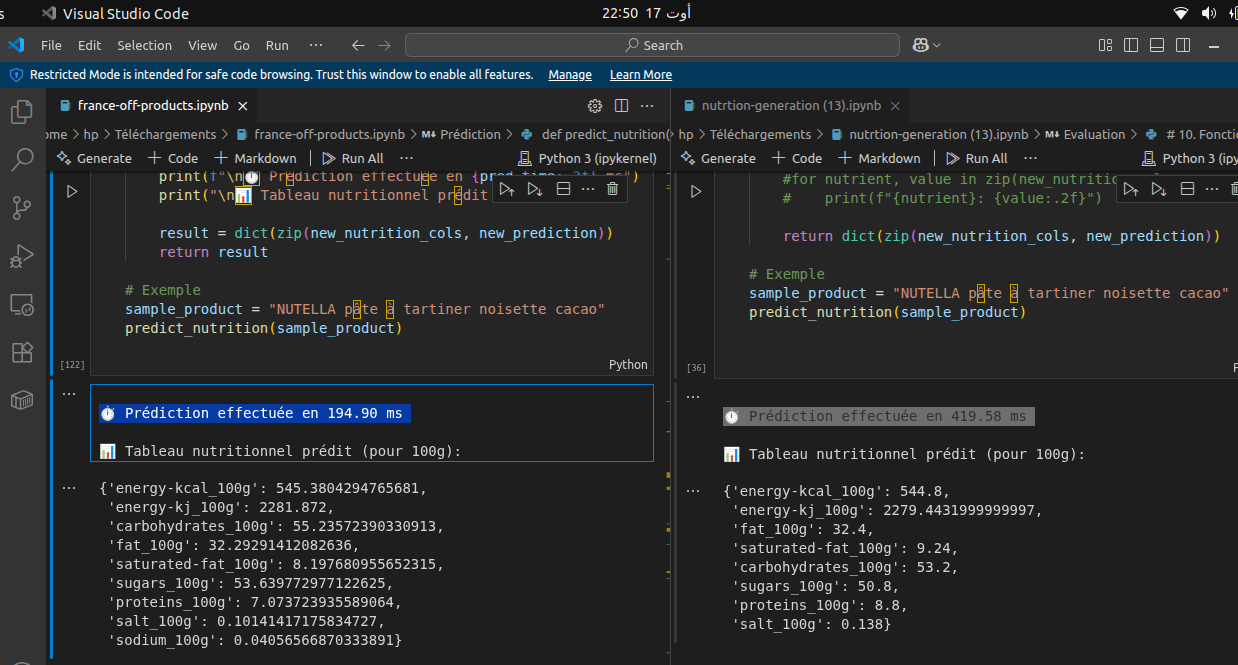 s
Visual Studio Code
22:50 17 أوت
File Edit Selection View Go Run ···
Search
Restricted Mode is intended for safe code browsing. Trust this window to enable all features. Manage Learn More
france-off-products.ipynb
ome > hp > Téléchargements > france-off-products.ipynb > M↓ Prédiction > def predict_nutrition(
Generate + Code + Markdown | Run All ··· Python 3 (ipykernel)
print(f"\n⏱️ Prédiction effectuée en {pred_time:.2f} ms")
print("\n📊 Tableau nutritionnel prédit
result = dict(zip(new_nutrition_cols, new_prediction))
return result
# Exemple
sample_product = "NUTELLA pâte à tartiner noisette cacao"
predict_nutrition(sample_product)
[122]
Python
⏱️ Prédiction effectuée en 194.90 ms
📊 Tableau nutritionnel prédit (pour 100g):
{'energy-kcal_100g': 545.3804294765681,
'energy-kj_100g': 2281.872,
'carbohydrates_100g': 55.23572390330913,
'fat_100g': 32.29291412082636,
'saturated-fat_100g': 8.197680955652315,
'sugars_100g': 53.639772977122625,
'proteins_100g': 7.073723935589064,
'salt_100g': 0.10141417175834727,
'sodium_100g': 0.04056566870333891}
nutrtion-generation (13).ipynb
hp > Téléchargements > nutrtion-generation (13).ipynb > M↓ Evaluation > # 10. Foncti
Generate + Code + Markdown | Run All ··· Python 3 (ipy
#for nutrient, value in zip(new_nutrition
# print(f"{nutrient}: {value:.2f}")
return dict(zip(new_nutrition_cols, new_prediction))
# Exemple
sample_product = "NUTELLA pâte à tartiner noisette cacao"
predict_nutrition(sample_product)
[36]
⏱️ Prédiction effectuée en 419.58 ms
📊 Tableau nutritionnel prédit (pour 100g):
{'energy-kcal_100g': 544.8,
'energy-kj_100g': 2279.4431999999997,
'fat_100g': 32.4,
'saturated-fat_100g': 9.24,
'carbohydrates_100g': 53.2,
'sugars_100g': 50.8,
'proteins_100g': 8.8,
'salt_100g': 0.138}